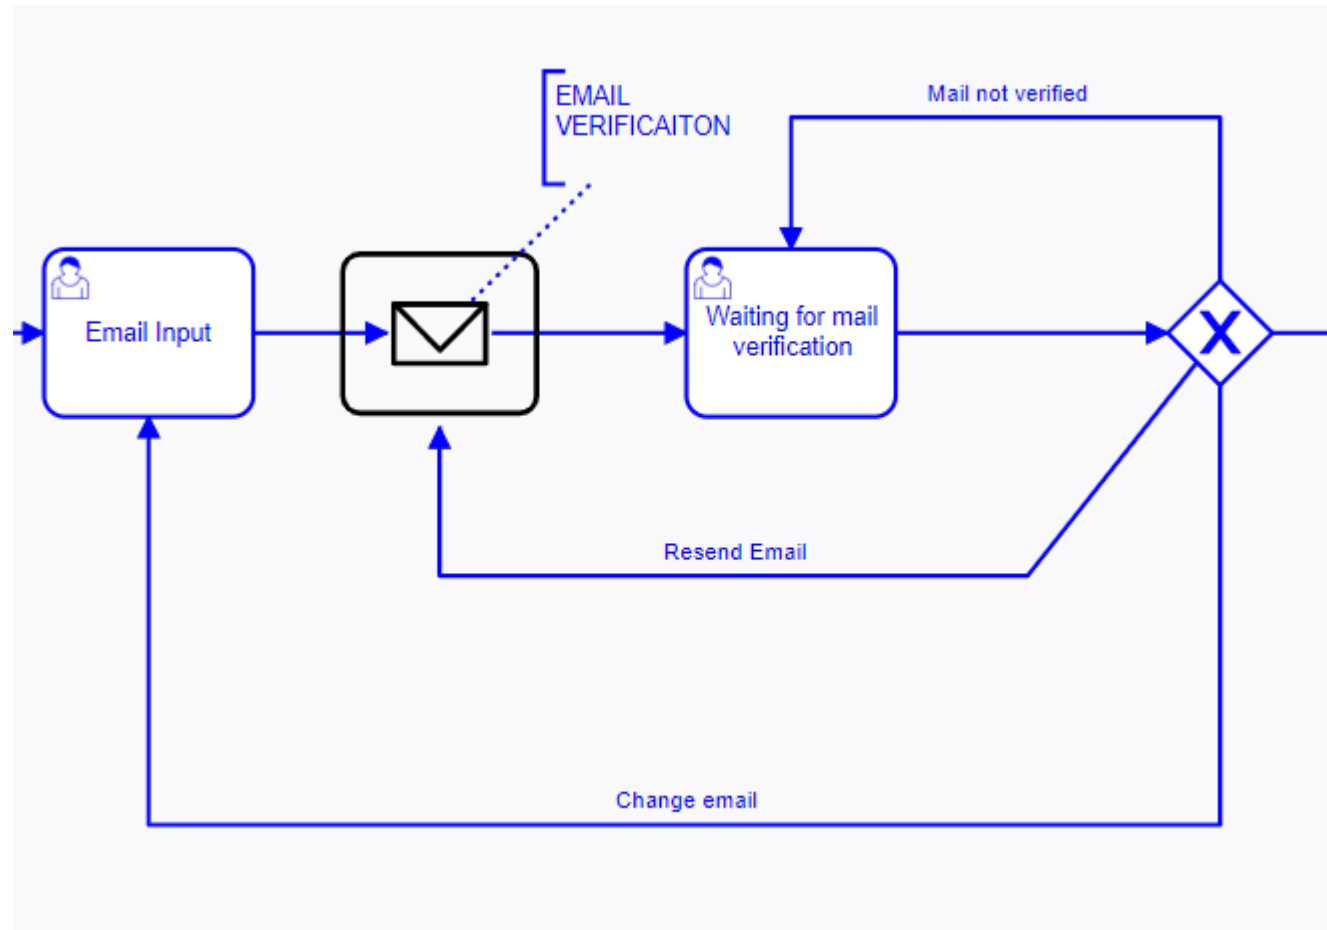 EMAIL
VERIFICAITON
Mail not verified
Email Input
Waiting for mail
verification
X
Resend Email
Change email